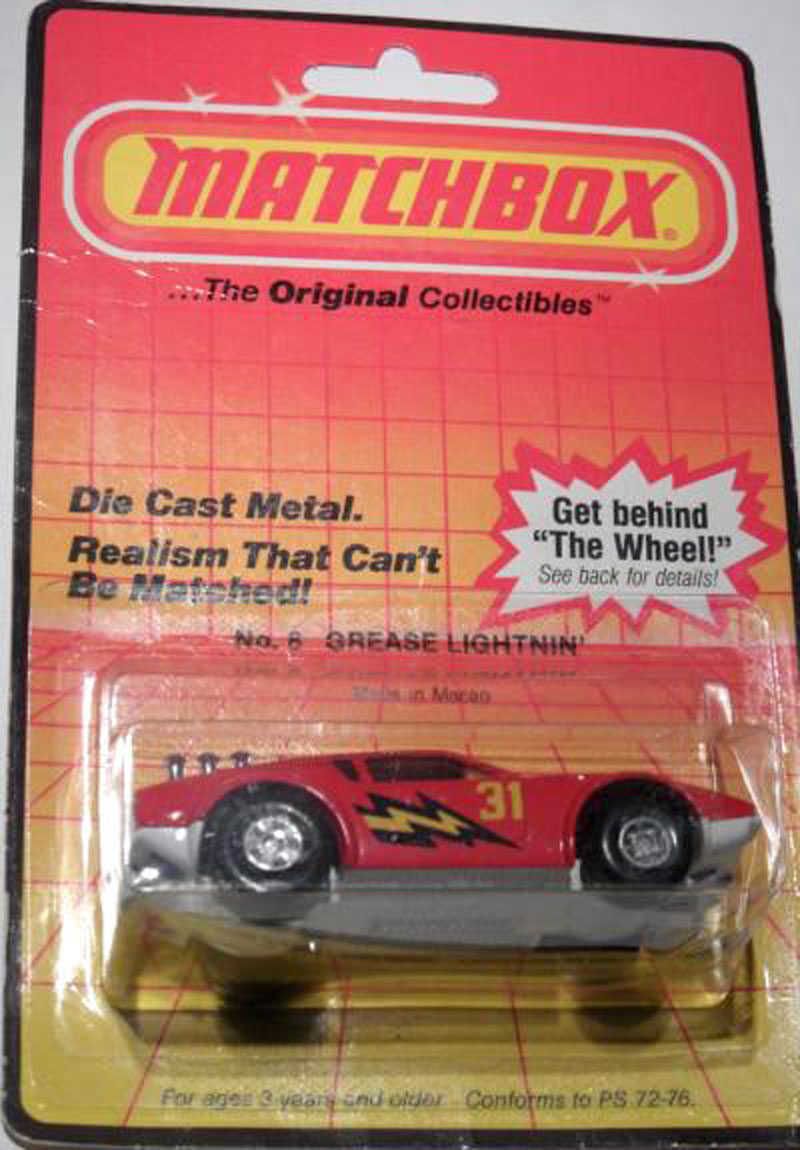 MATCHBOX®
...The Original Collectibles™
Die Cast Metal.
Realism That Can't
Be Matched!
Get behind
“The Wheel!”
See back for details!
No. 6 GREASE LIGHTNIN'
Made in Macao
31
For ages 3 years and older. Conforms to PS 72-76.